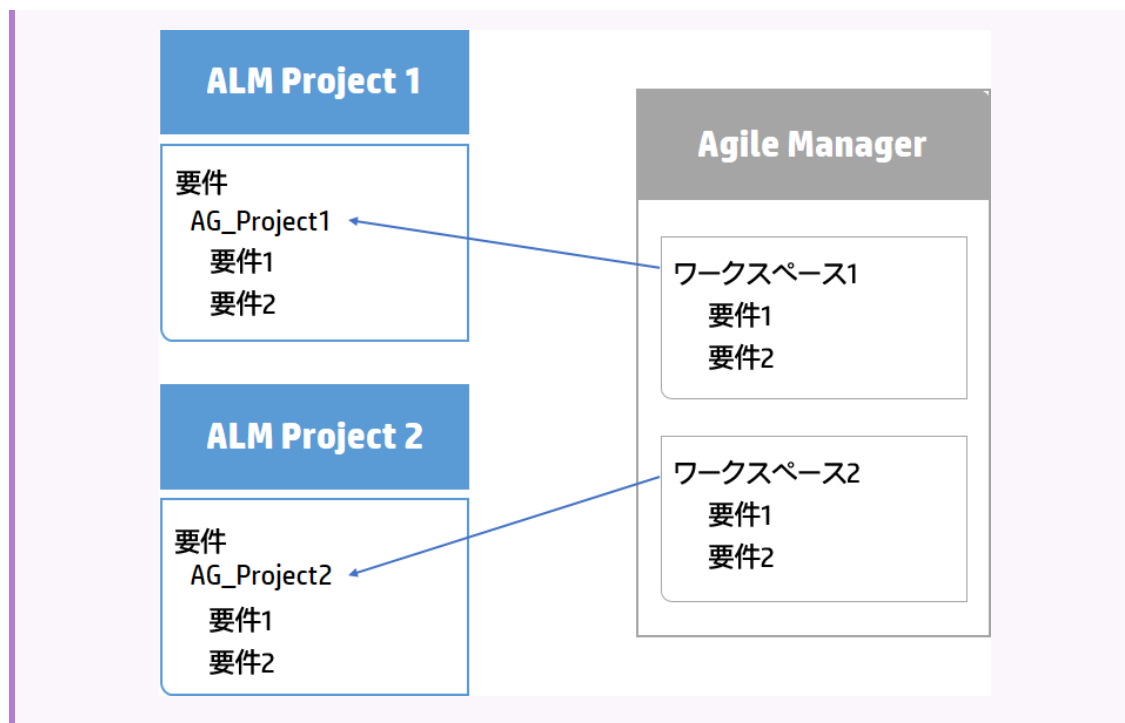 ALM Project 1
要件
AG_Project1
要件1
要件2
ALM Project 2
要件
AG_Project2
要件1
要件2
Agile Manager
ワークスペース1
要件1
要件2
ワークスペース2
要件1
要件2